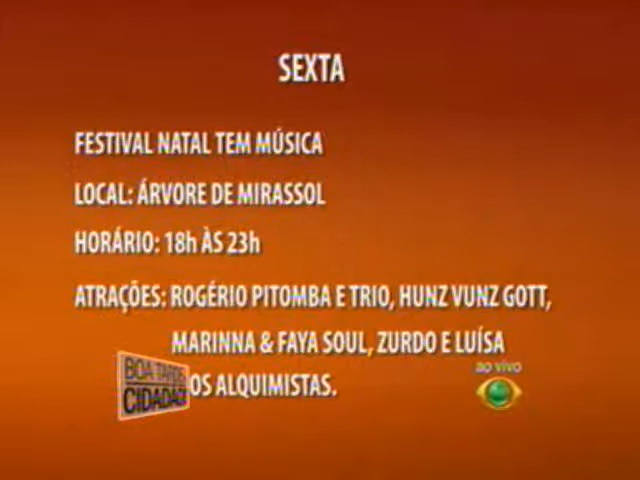 SEXTA
FESTIVAL NATAL TEM MÚSICA
LOCAL: ÁRVORE DE MIRASSOL
HORÁRIO: 18h ÀS 23h
ATRAÇÕES: ROGÉRIO PITOMBA E TRIO, HUNZ VUNZ GOTT,
MARINNA & FAYA SOUL, ZURDO E LUÍSA
OS ALQUIMISTAS.
BOA TARDE
CIDADÃO
ao vivo